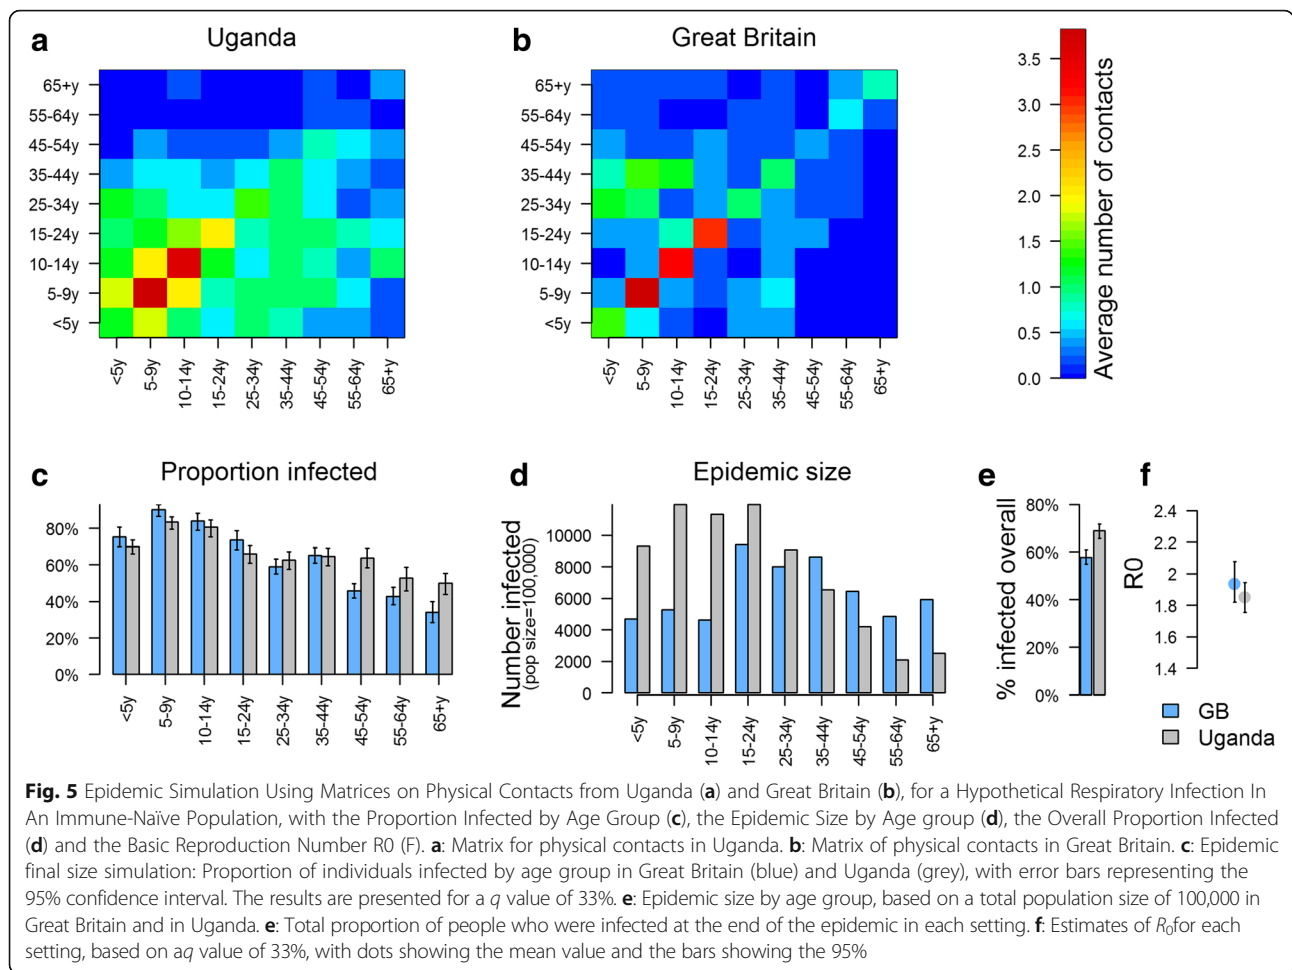 a
Uganda
65+y
55-64y
45-54y
35-44y
25-34y
15-24y
10-14y
5-9y
<5y
<5y
5-9y
10-14y
15-24y
25-34y
35-44y
45-54y
55-64y
65+y
b
Great Britain
65+y
55-64y
45-54y
35-44y
25-34y
15-24y
10-14y
5-9y
<5y
<5y
5-9y
10-14y
15-24y
25-34y
35-44y
45-54y
55-64y
65+y
3.5
3.0
2.5
2.0
1.5
1.0
0.5
0.0
Average number of contacts
c
Proportion infected
80%
60%
40%
20%
0%
<5y
5-9y
10-14y
15-24y
25-34y
35-44y
45-54y
55-64y
65+y
d
Epidemic size
Number infected
(pop size=100,000)
10000
8000
6000
4000
2000
0
<5y
5-9y
10-14y
15-24y
25-34y
35-44y
45-54y
55-64y
65+y
e
% infected overall
80%
60%
40%
20%
0%
f
R0
2.4
2.2
2
1.8
1.6
1.4
GB
Uganda
Fig. 5 Epidemic Simulation Using Matrices on Physical Contacts from Uganda (a) and Great Britain (b), for a Hypothetical Respiratory Infection In
An Immune-Naïve Population, with the Proportion Infected by Age Group (c), the Epidemic Size by Age group (d), the Overall Proportion Infected
(d) and the Basic Reproduction Number R0 (F). a: Matrix for physical contacts in Uganda. b: Matrix of physical contacts in Great Britain. c: Epidemic
final size simulation: Proportion of individuals infected by age group in Great Britain (blue) and Uganda (grey), with error bars representing the
95% confidence interval. The results are presented for a q value of 33%. e: Epidemic size by age group, based on a total population size of 100,000 in
Great Britain and in Uganda. e: Total proportion of people who were infected at the end of the epidemic in each setting. f: Estimates of R0for each
setting, based on aq value of 33%, with dots showing the mean value and the bars showing the 95%